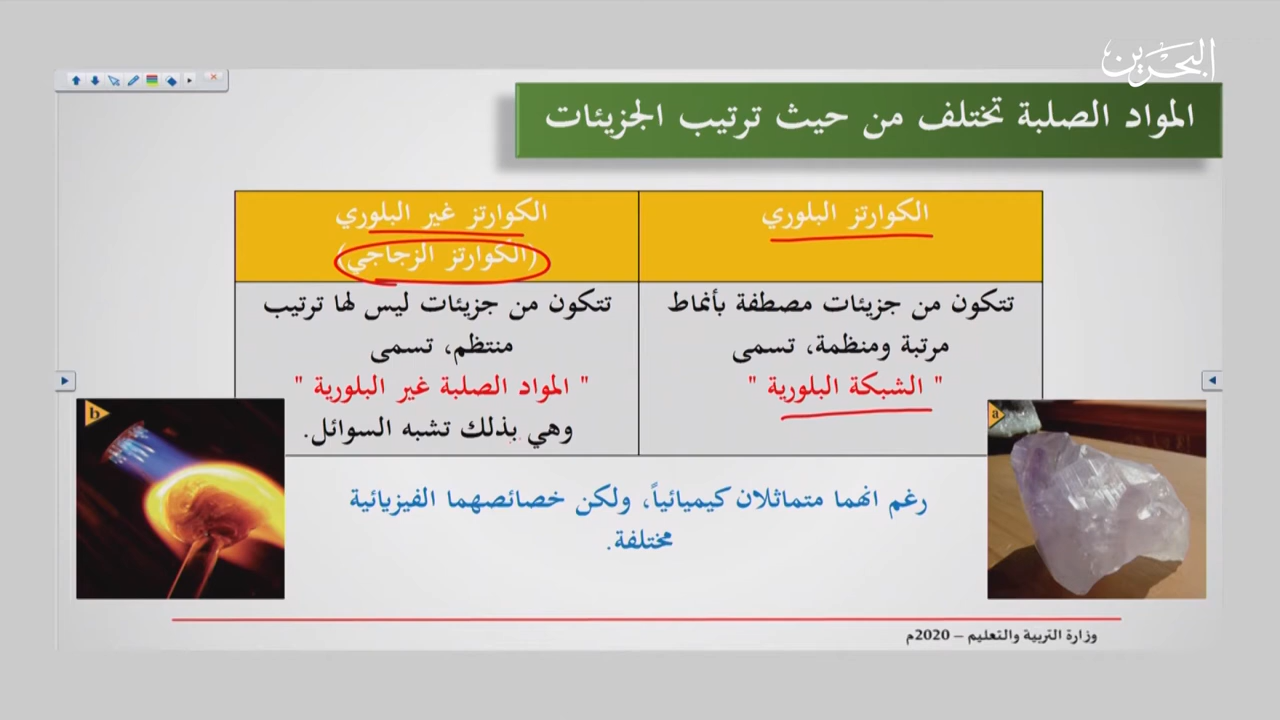 البحرين
المواد الصلبة تختلف من حيث ترتيب الجزيئات
الكوارتز البلوري
الكوارتز غير البلوري
(الكوارتز الزجاجي)
تتكون من جزيئات مصطفة بأنماط
مرتبة ومنظمة، تسمى
" الشبكة البلورية "
تتكون من جزيئات ليس لها ترتيب
منتظم، تسمى
" المواد الصلبة غير البلورية "
وهي بذلك تشبه السوائل.
a
b
رغم انهما متماثلان كيميائياً، ولكن خصائصهما الفيزيائية
مختلفة.
وزارة التربية والتعليم – 2020م